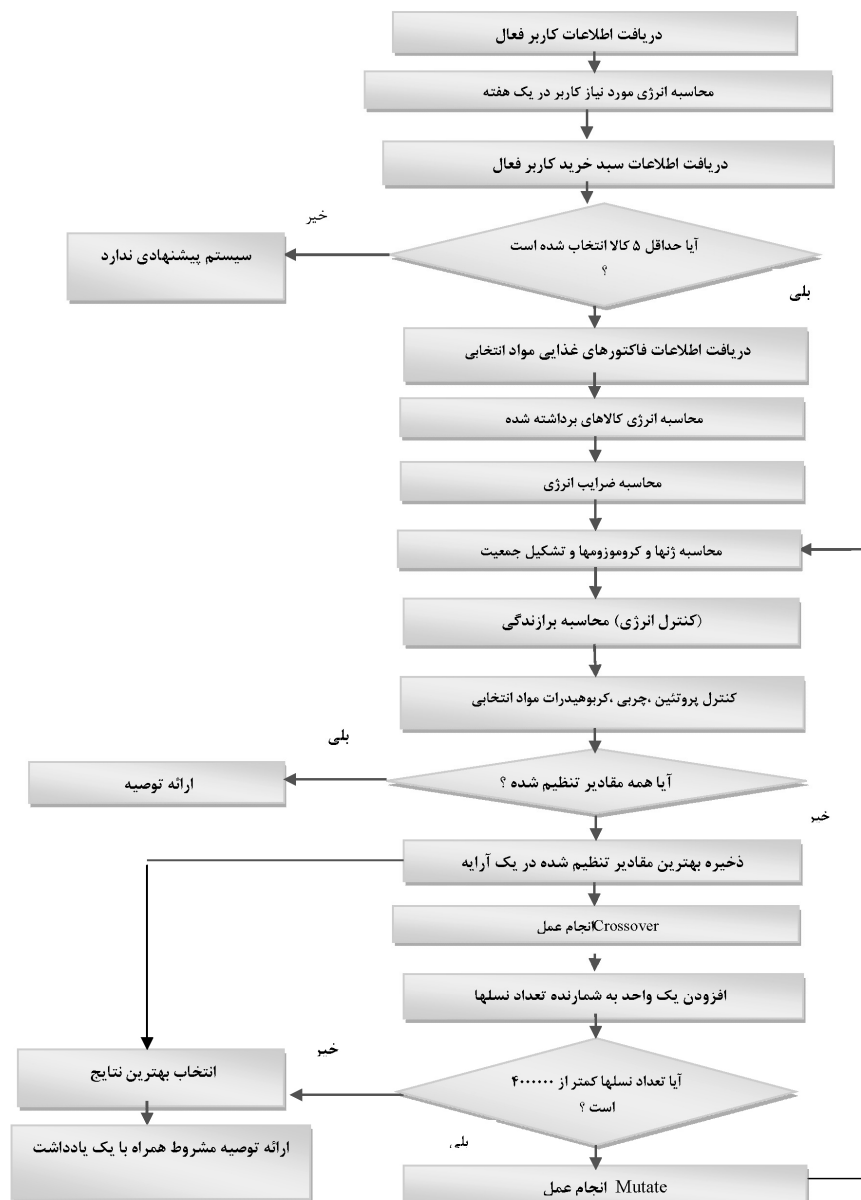 دریافت اطلاعات کاربر فعال
محاسبه انرژی مورد نیاز کاربر در یک هفته
دریافت اطلاعات سبد خرید کاربر فعال
خیر
آیا حداقل ۵ کالا انتخاب شده است
؟
سیستم پیشنهادی ندارد
بلی
دریافت اطلاعات فاکتورهای غذایی مواد انتخابی
محاسبه انرژی کالاهای برداشته شده
محاسبه ضرایب انرژی
محاسبه ژنها و کروموزومها و تشکیل جمعیت
(کنترل انرژی) محاسبه برازندگی
کنترل پروتئین ،چربی ،کربوهیدرات مواد انتخابی
بلی
آیا همه مقادیر تنظیم شده ؟
ارائه توصیه
خیر
ذخیره بهترین مقادیر تنظیم شده در یک آرایه
انجام عمل Crossover
افزودن یک واحد به شمارنده تعداد نسلها
خیر
آیا تعداد نسلها کمتر از ۴۰۰۰۰۰۰
است ؟
انتخاب بهترین نتایج
بلی
ارائه توصیه مشروط همراه با یک یادداشت
انجام عمل Mutate